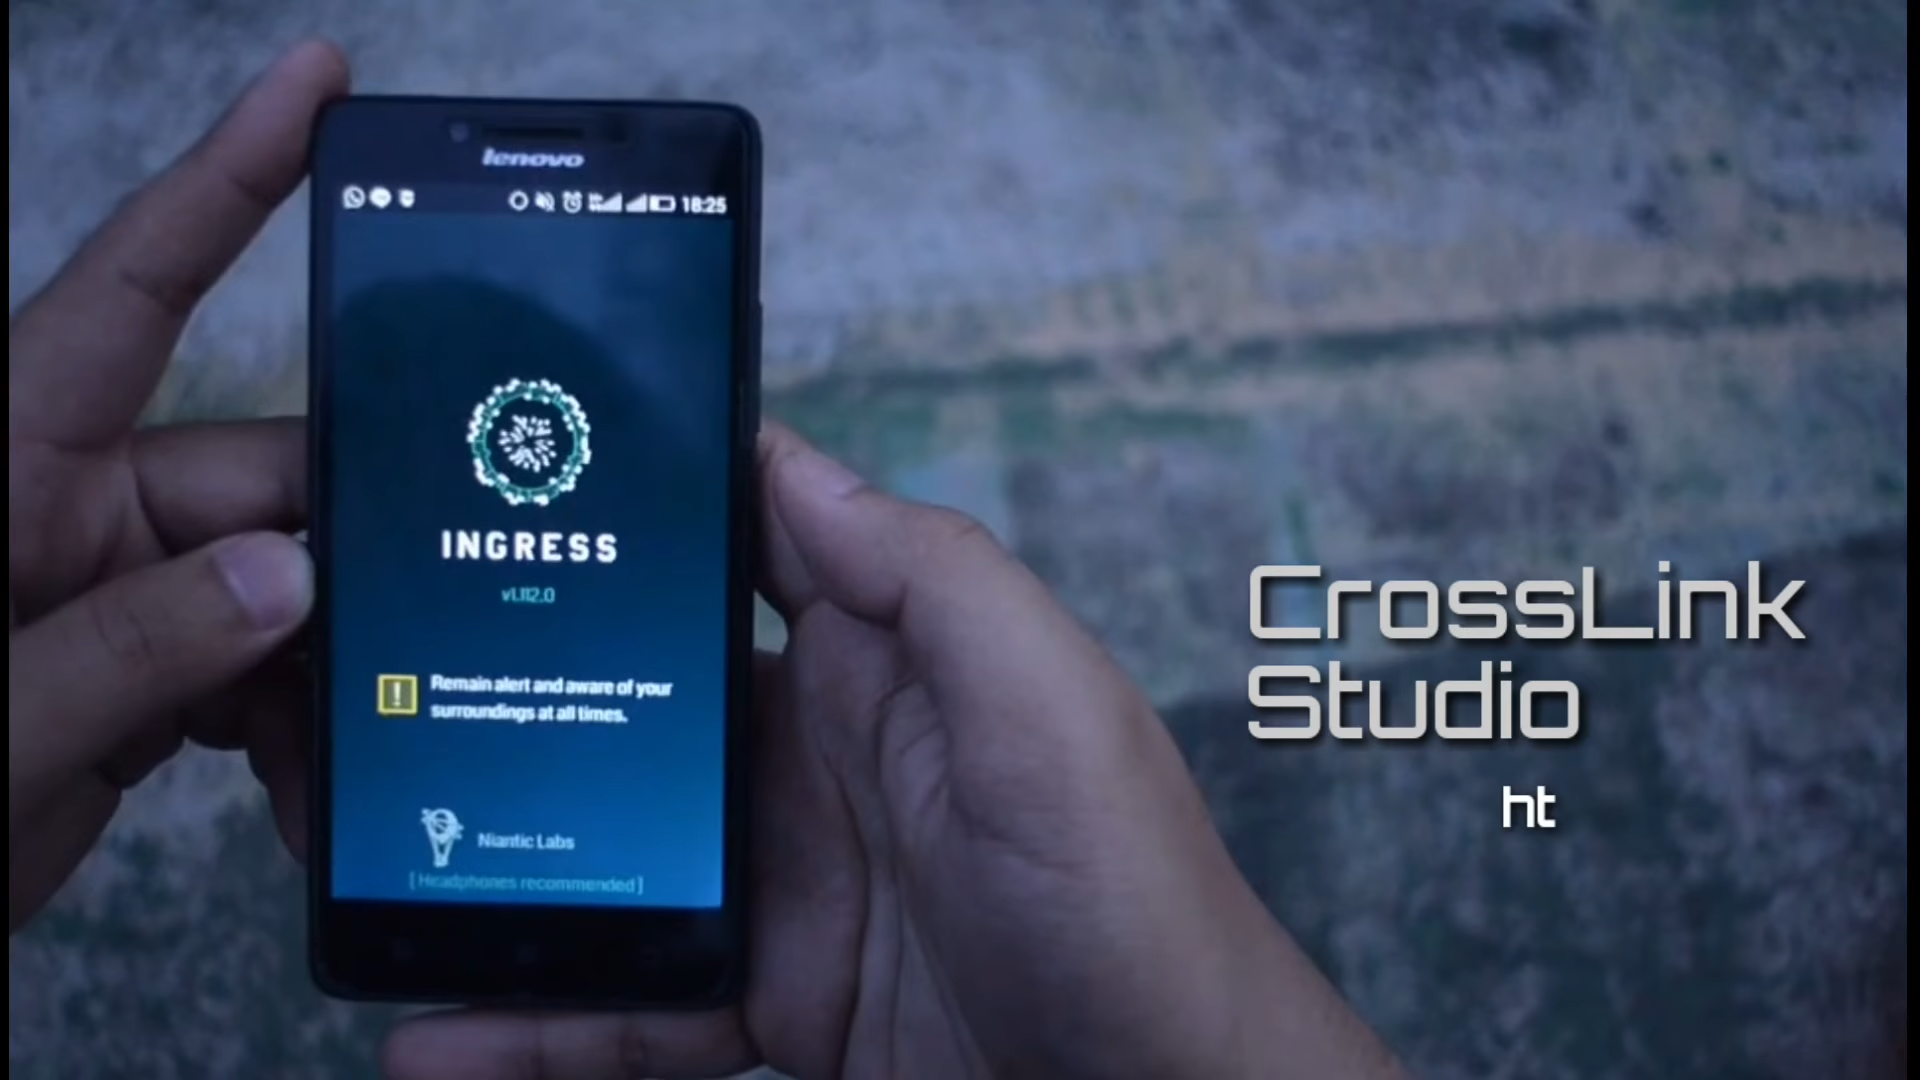 lenovo
18:25
INGRESS
v1.112.0
Remain alert and aware of your
surroundings at all times.
Niantic Labs
[Headphones recommended]
CrossLink
Studio
ht